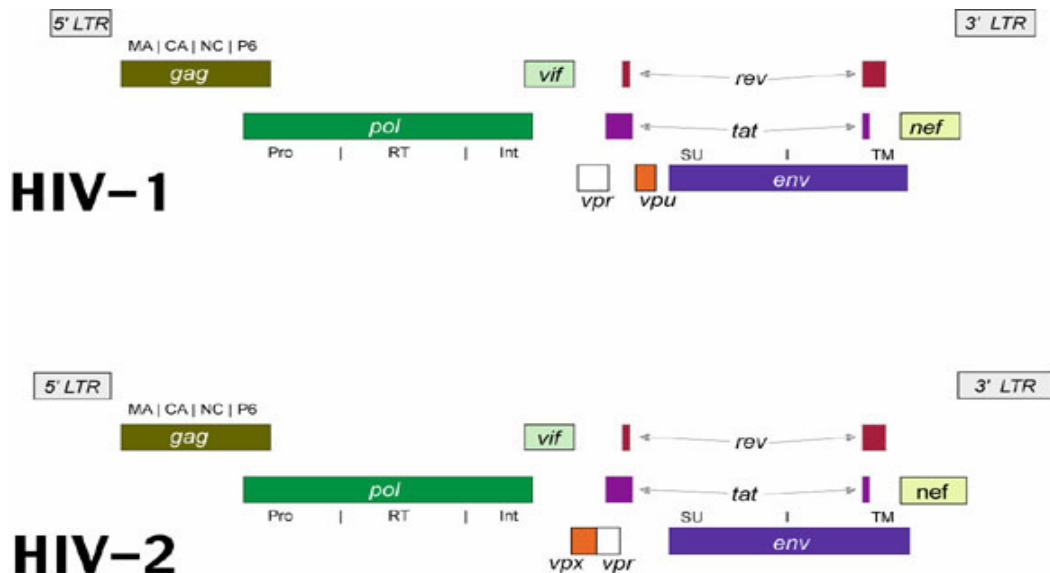 5' LTR 3' LTR
MA | CA | NC | P6
gag vif rev
pol tat nef
Pro | RT | Int SU I TM
env
HIV-1
vpr vpu
5' LTR 3' LTR
MA | CA | NC | P6
gag vif rev
pol tat nef
Pro | RT | Int SU I TM
env
HIV-2
vpx vpr